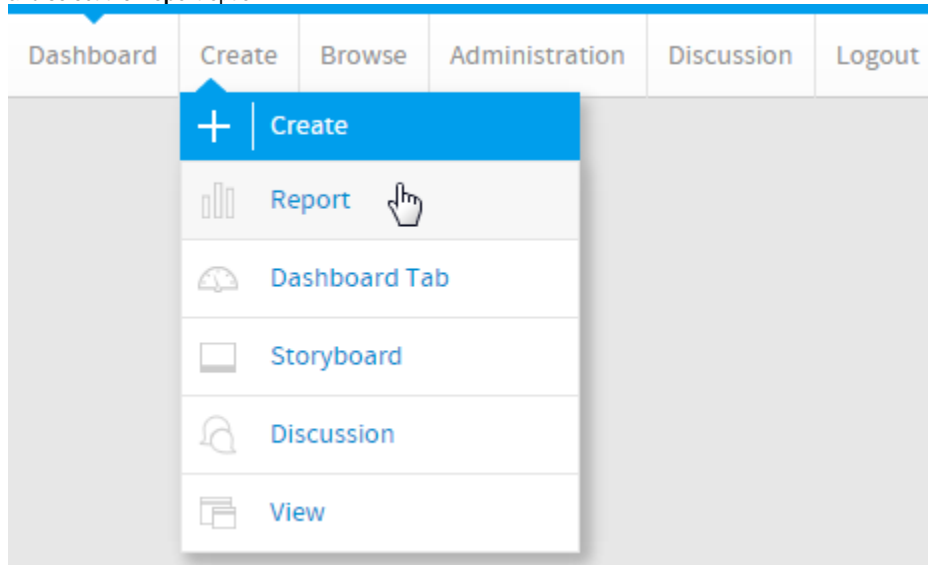 Dashboard Create Browse Administration Discussion Logout
Create
Report
Dashboard Tab
Storyboard
Discussion
View